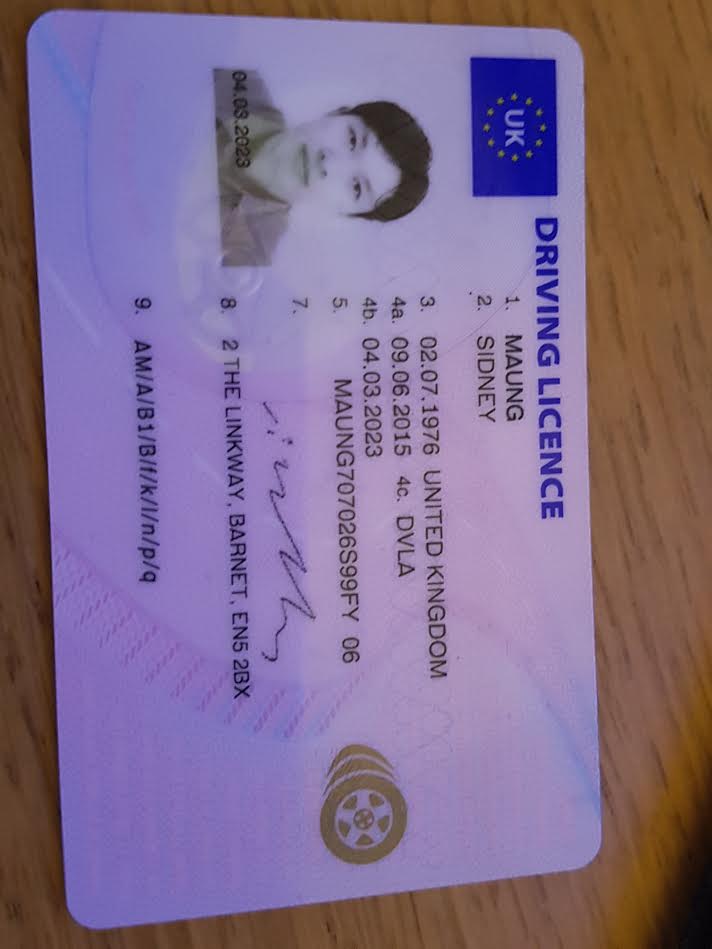 UK
DRIVING LICENCE
1. MAUNG
2. SIDNEY
3. 02.07.1976 UNITED KINGDOM
4a. 09.06.2015 4c. DVLA
4b. 04.03.2023
5. MAUNG707026S99FY 06
7.
8. 2 THE LINKWAY, BARNET, EN5 2BX
9. AM/A/B1/B/f/k/l/n/p/q
04.03.2023